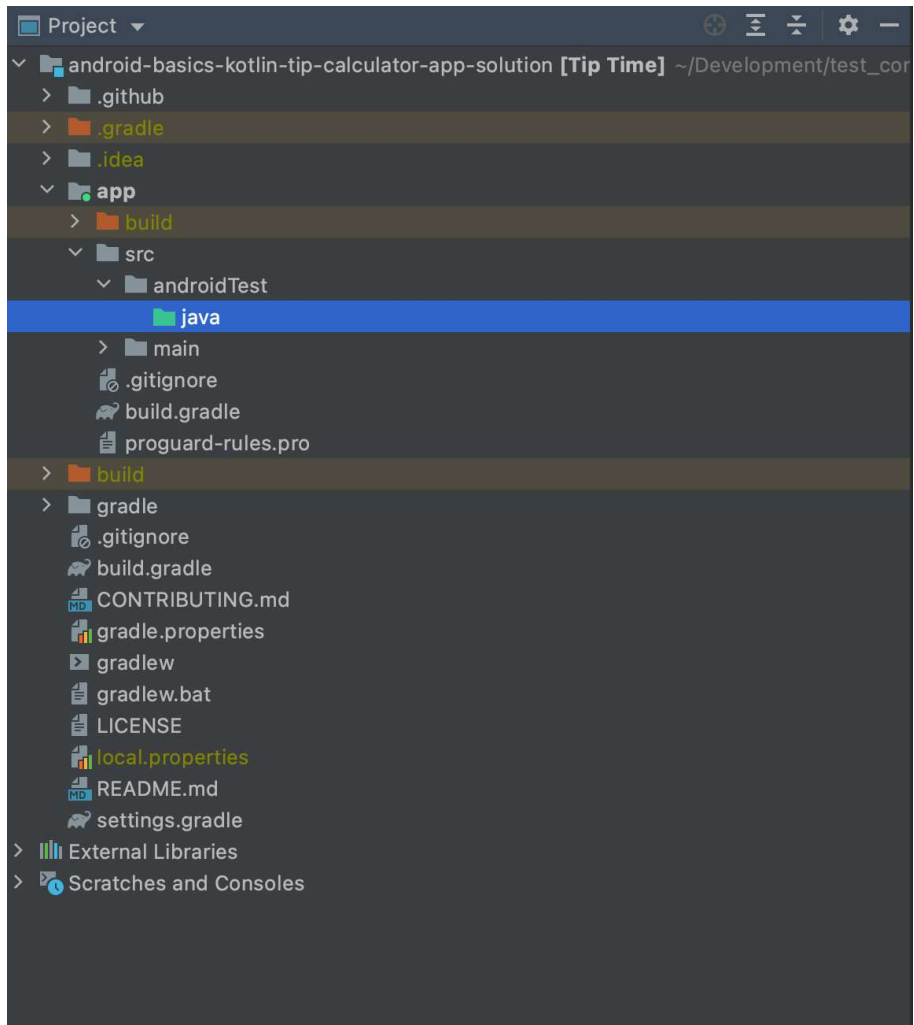 Project
android-basics-kotlin-tip-calculator-app-solution [Tip Time] ~/Development/test_cor
.github
.gradle
.idea
app
build
src
androidTest
java
main
.gitignore
build.gradle
proguard-rules.pro
build
gradle
.gitignore
build.gradle
MD CONTRIBUTING.md
gradle.properties
gradlew
gradlew.bat
LICENSE
local.properties
MD README.md
settings.gradle
External Libraries
Scratches and Consoles